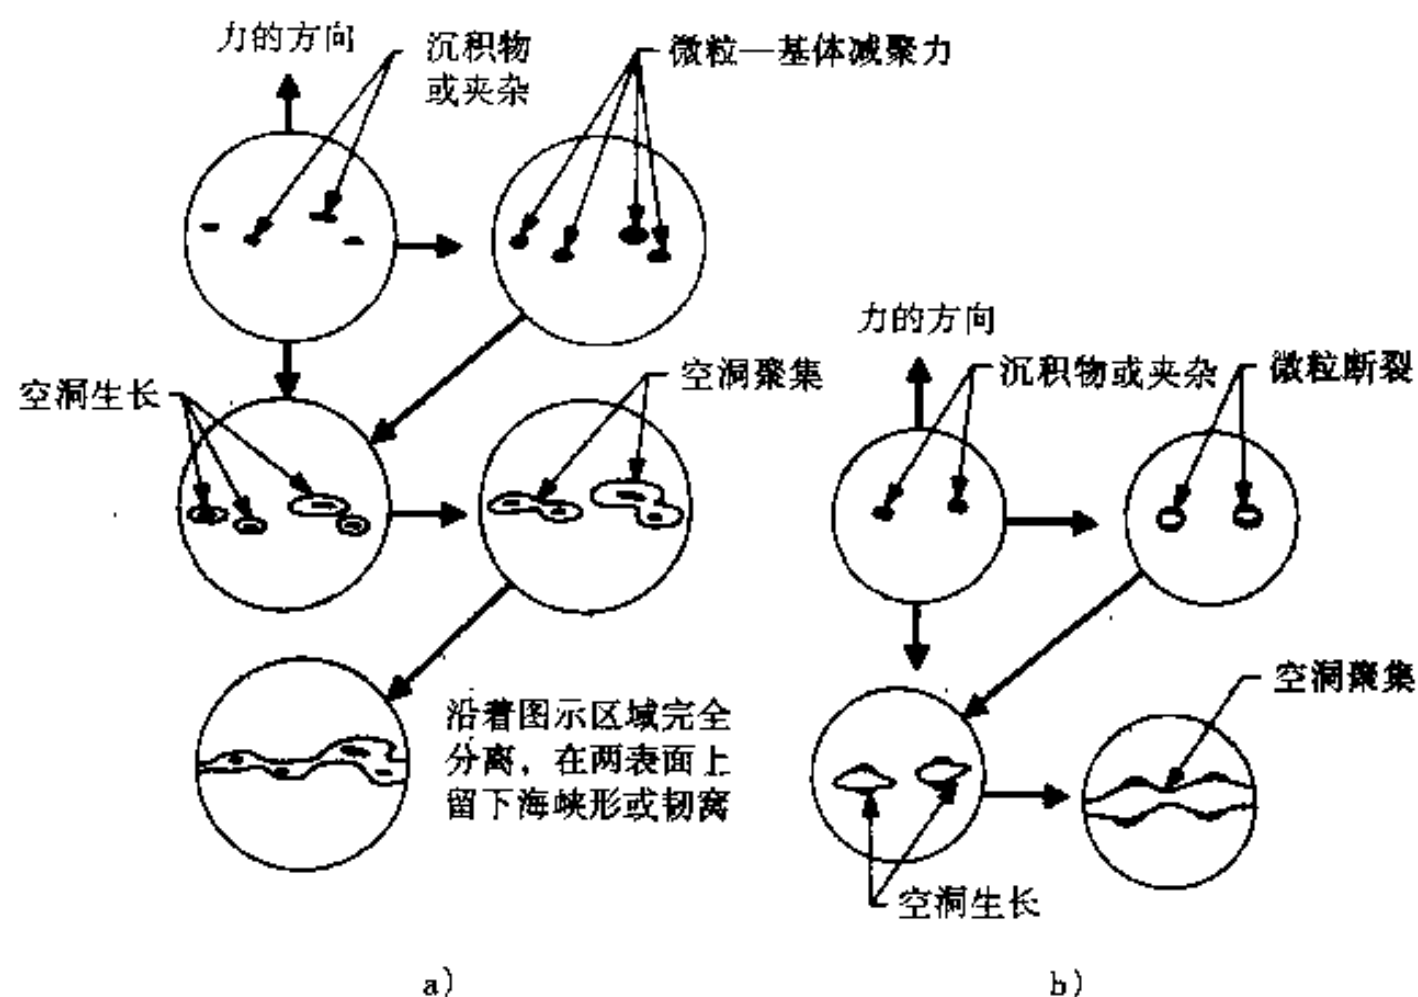 力的方向
沉积物
或夹杂
微粒—基体减聚力
空洞生长
空洞聚集
沿着图示区域完全
分离，在两表面上
留下海峡形或韧窝
a）
力的方向
沉积物或夹杂
微粒断裂
空洞聚集
空洞生长
b）